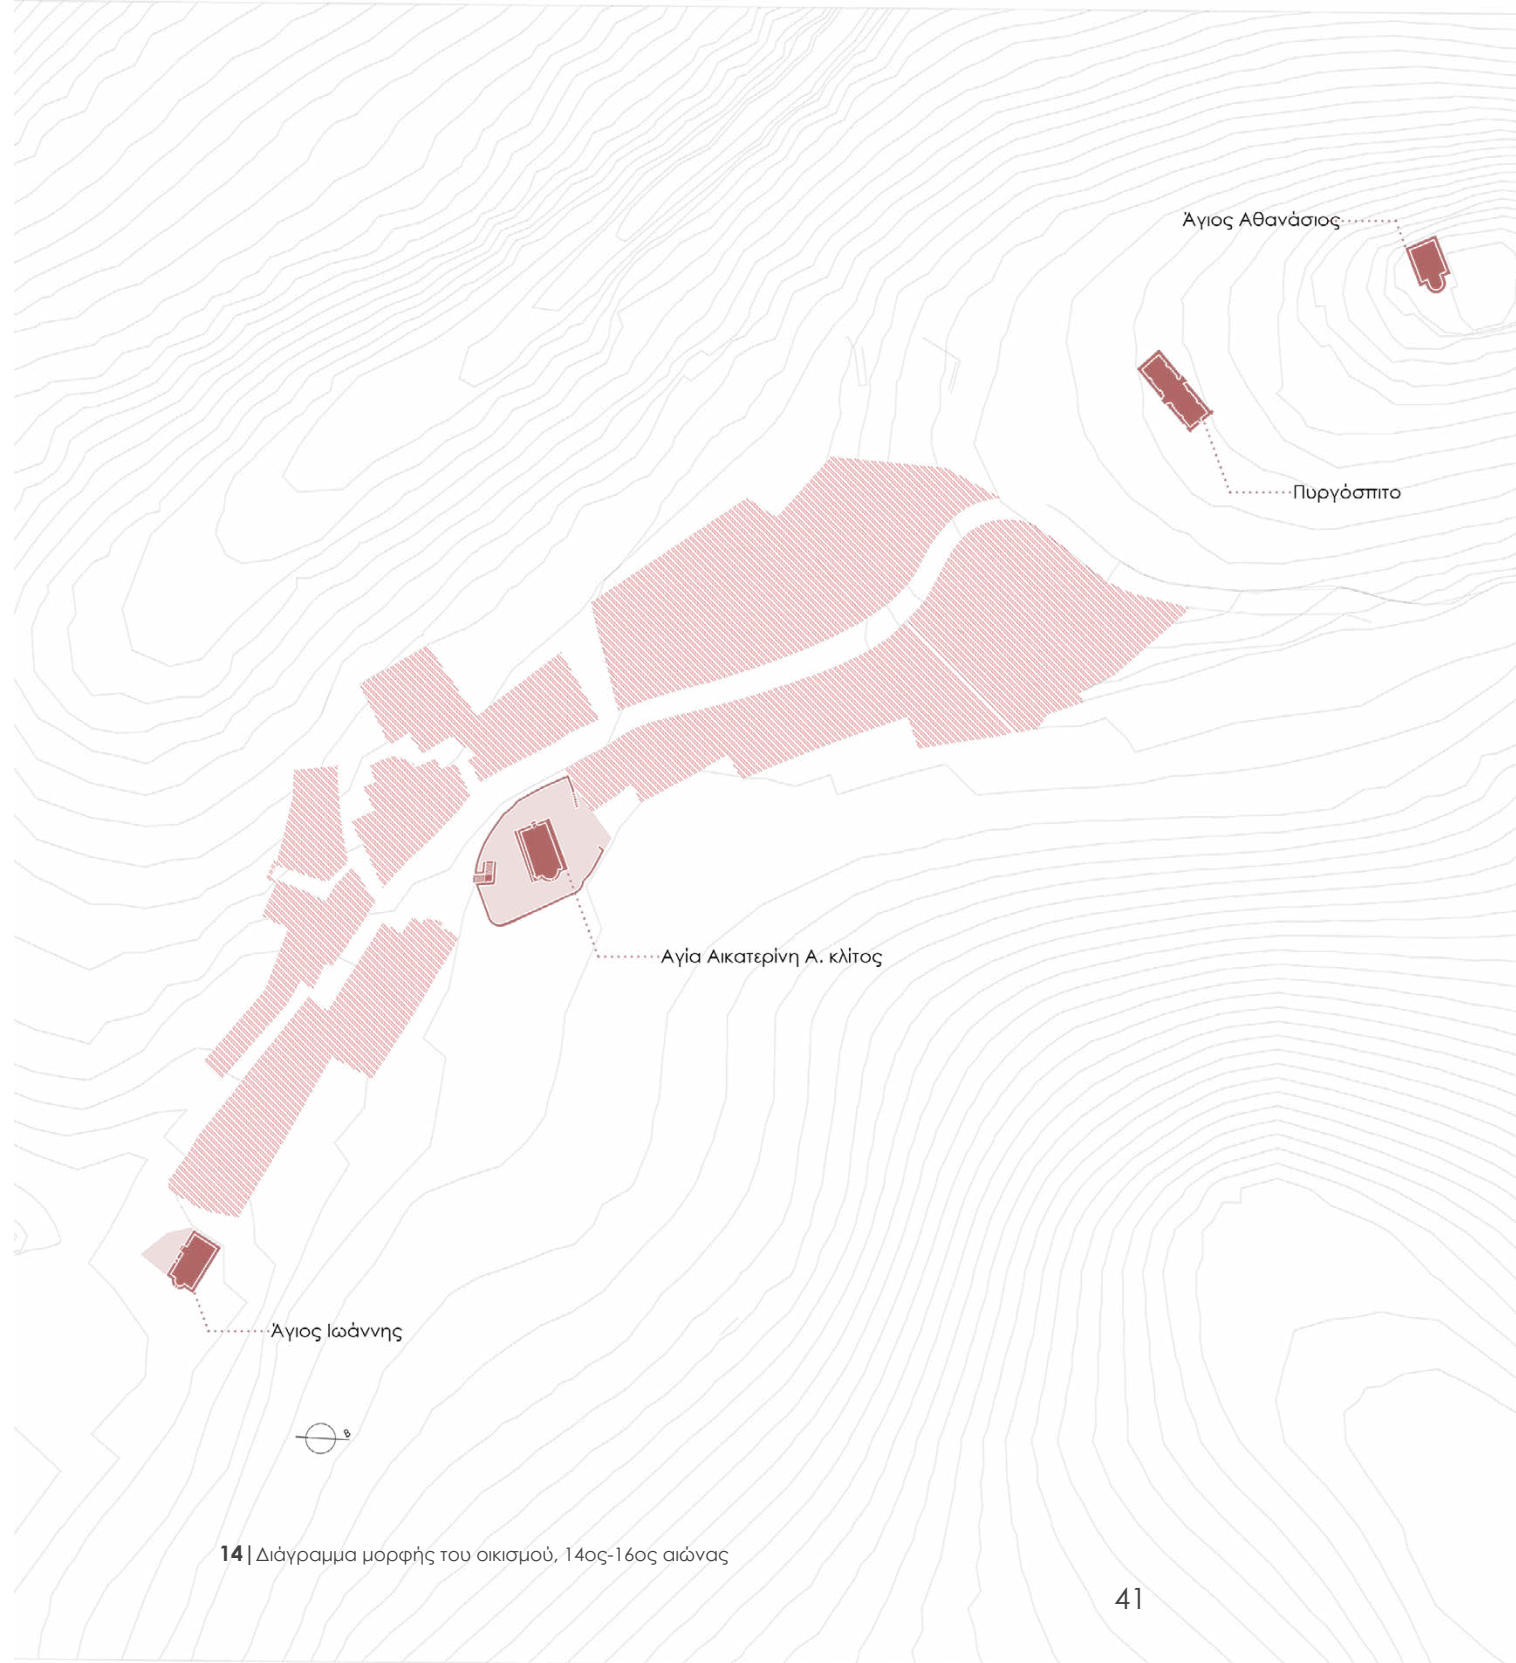 Άγιος Αθανάσιος
Πυργόσπιτο
Αγία Αικατερίνη Α. κλίτος
Άγιος Ιωάννης
Β
14 | Διάγραμμα μορφής του οικισμού, 14ος-16ος αιώνας
41